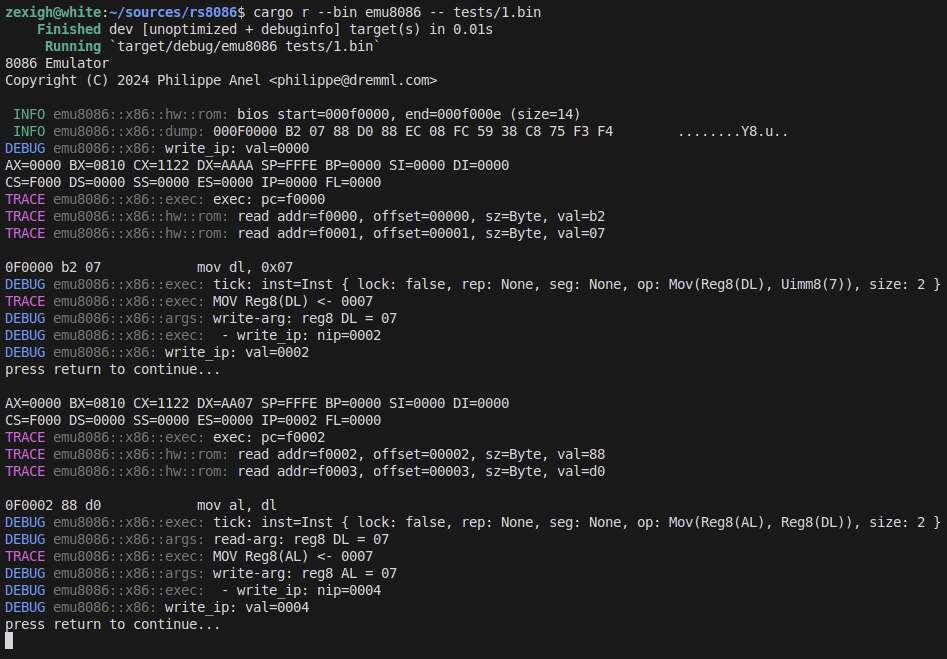 zexigh@white:~/sources/rs8086$ cargo r --bin emu8086 -- tests/1.bin
    Finished dev [unoptimized + debuginfo] target(s) in 0.01s
     Running `target/debug/emu8086 tests/1.bin`
8086 Emulator
Copyright (C) 2024 Philippe Anel <philippe@dremml.com>

 INFO emu8086::x86::hw::rom: bios start=000f0000, end=000f000e (size=14)
 INFO emu8086::x86::dump: 000F0000 B2 07 88 D0 88 EC 08 FC 59 38 C8 75 F3 F4        ........Y8.u..
DEBUG emu8086::x86: write_ip: val=0000
AX=0000 BX=0810 CX=1122 DX=AAAA SP=FFFE BP=0000 SI=0000 DI=0000
CS=F000 DS=0000 SS=0000 ES=0000 IP=0000 FL=0000
TRACE emu8086::x86::exec: exec: pc=f0000
TRACE emu8086::x86::hw::rom: read addr=f0000, offset=00000, sz=Byte, val=b2
TRACE emu8086::x86::hw::rom: read addr=f0001, offset=00001, sz=Byte, val=07

0F0000 b2 07            mov dl, 0x07
DEBUG emu8086::x86::exec: tick: inst=Inst { lock: false, rep: None, seg: None, op: Mov(Reg8(DL), Uimm8(7)), size: 2 }
TRACE emu8086::x86::exec: MOV Reg8(DL) <- 0007
DEBUG emu8086::x86::args: write-arg: reg8 DL = 07
DEBUG emu8086::x86::exec:  - write_ip: nip=0002
DEBUG emu8086::x86: write_ip: val=0002
press return to continue...

AX=0000 BX=0810 CX=1122 DX=AA07 SP=FFFE BP=0000 SI=0000 DI=0000
CS=F000 DS=0000 SS=0000 ES=0000 IP=0002 FL=0000
TRACE emu8086::x86::exec: exec: pc=f0002
TRACE emu8086::x86::hw::rom: read addr=f0002, offset=00002, sz=Byte, val=88
TRACE emu8086::x86::hw::rom: read addr=f0003, offset=00003, sz=Byte, val=d0

0F0002 88 d0            mov al, dl
DEBUG emu8086::x86::exec: tick: inst=Inst { lock: false, rep: None, seg: None, op: Mov(Reg8(AL), Reg8(DL)), size: 2 }
DEBUG emu8086::x86::args: read-arg: reg8 DL = 07
TRACE emu8086::x86::exec: MOV Reg8(AL) <- 0007
DEBUG emu8086::x86::args: write-arg: reg8 AL = 07
DEBUG emu8086::x86::exec:  - write_ip: nip=0004
DEBUG emu8086::x86: write_ip: val=0004
press return to continue...